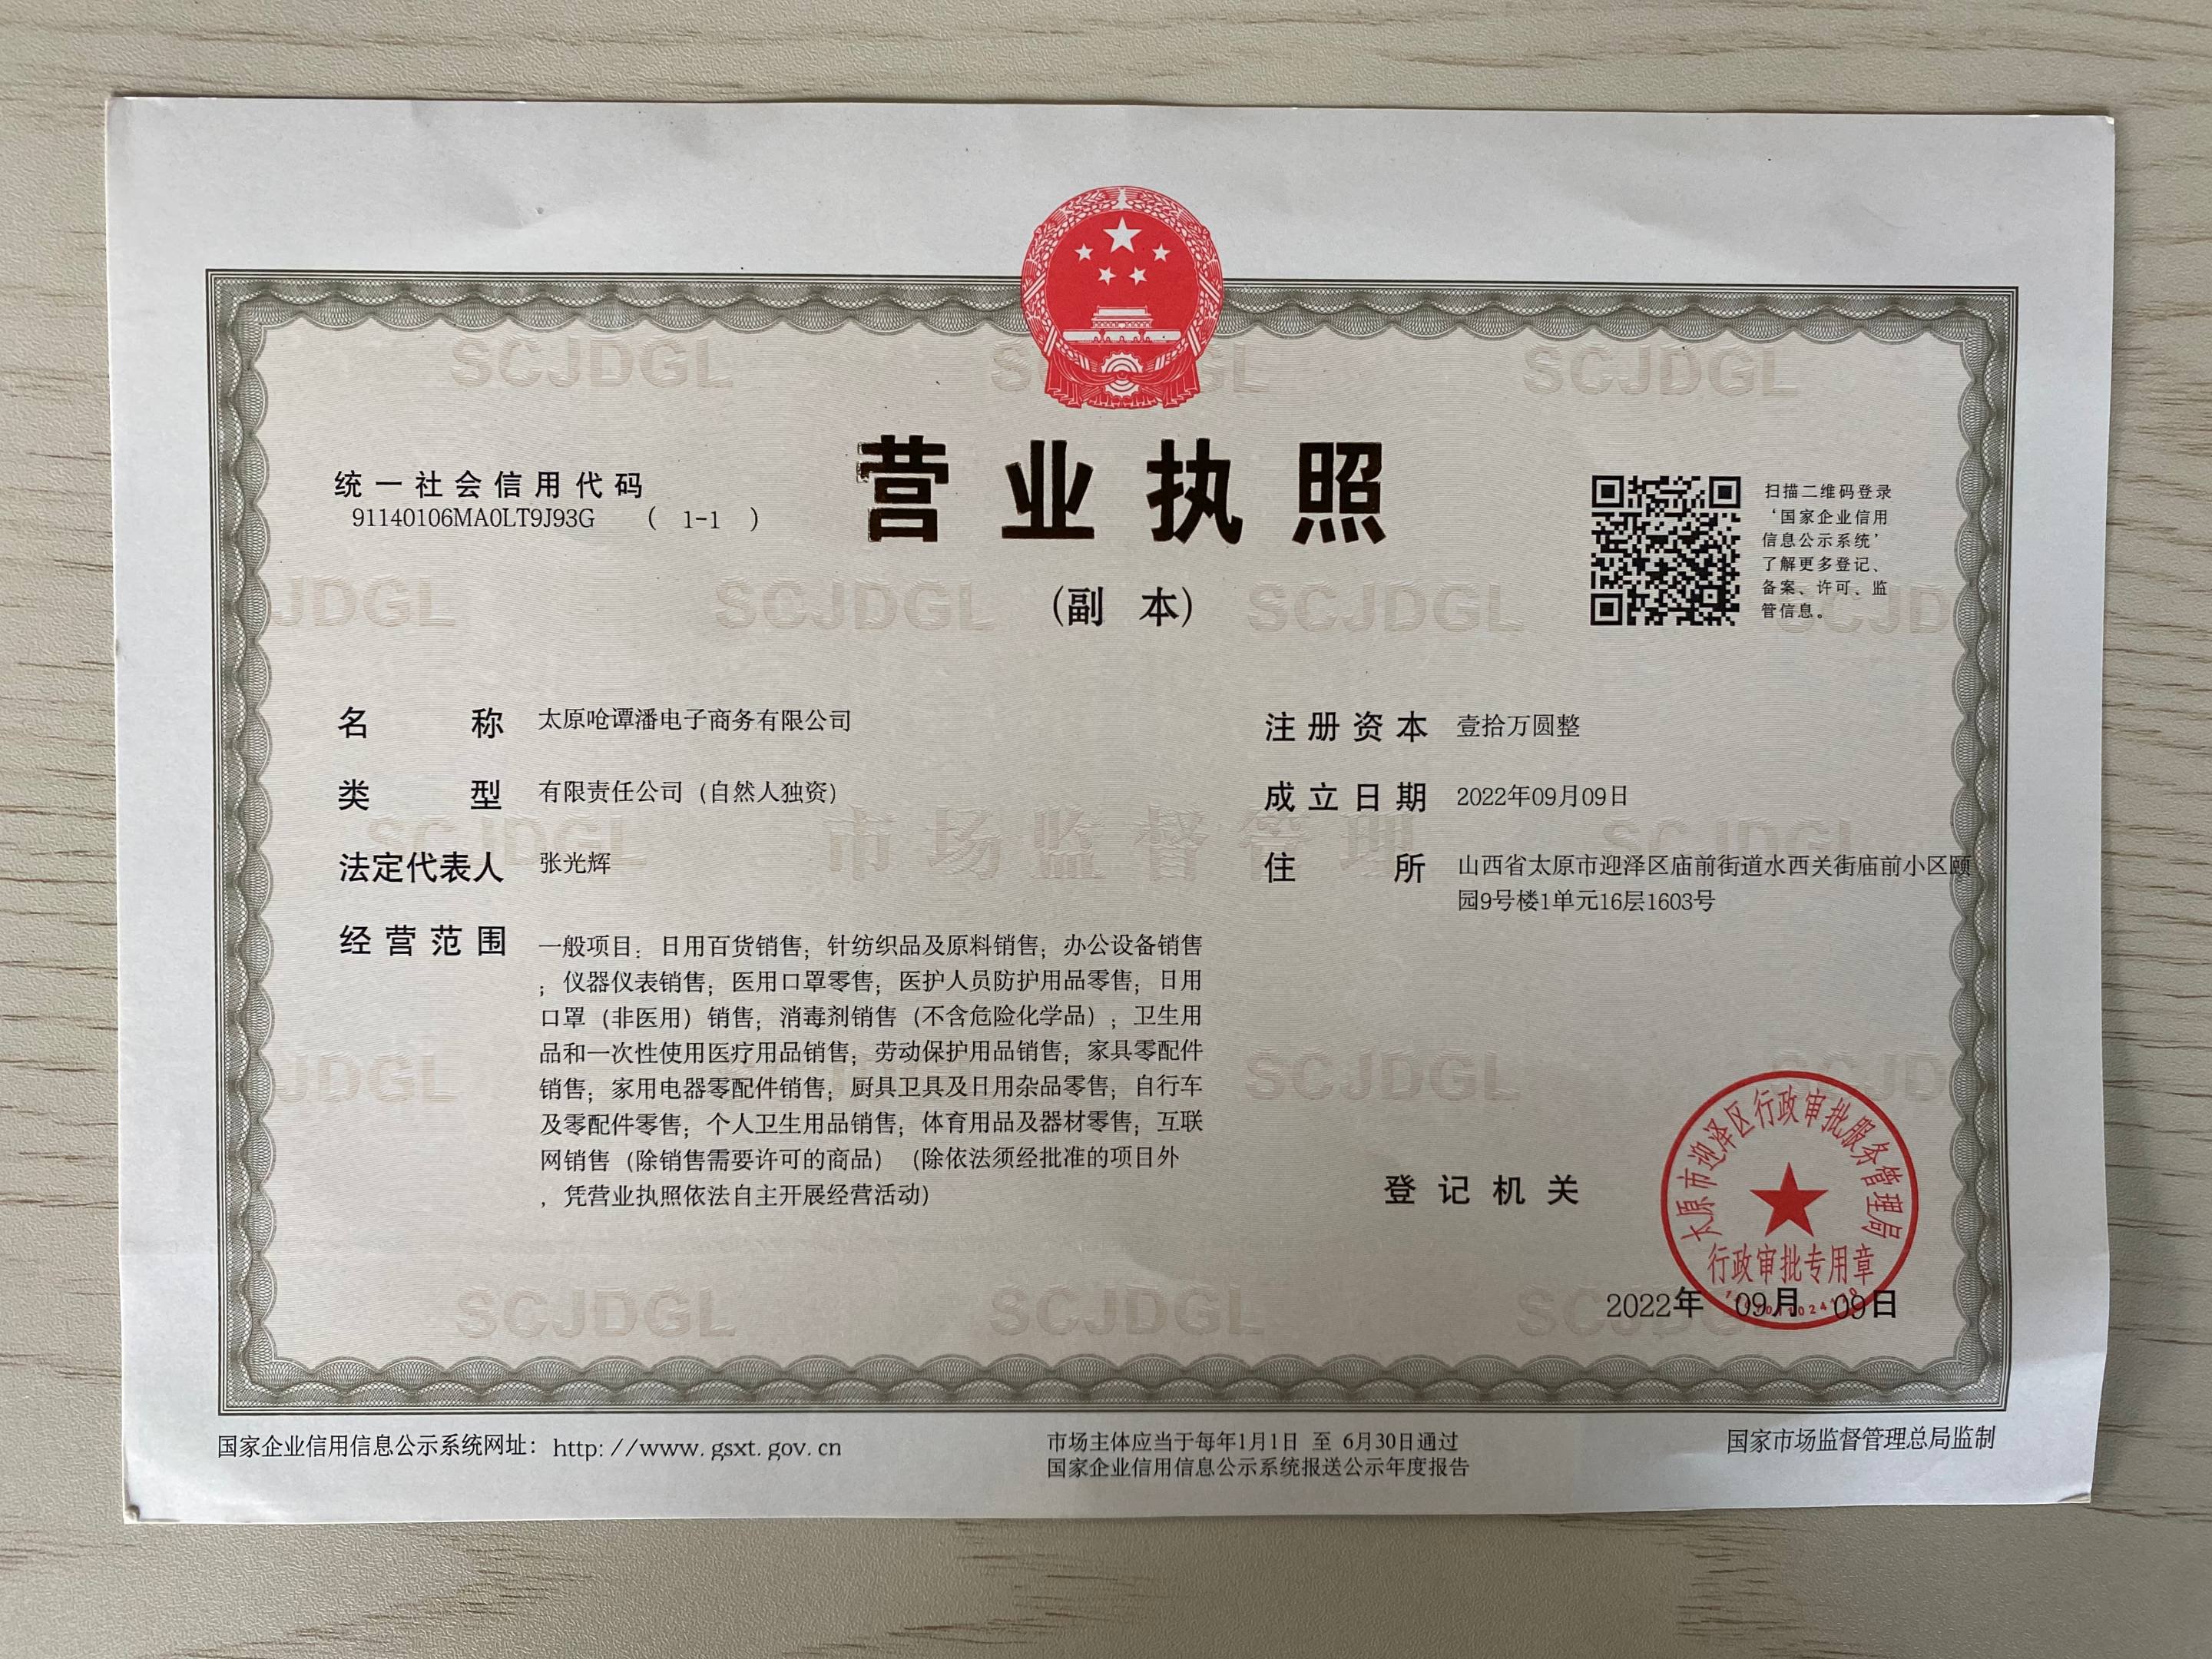 营业执照
(副 本)
统一社会信用代码
91140106MA0LT9J93G ( 1-1 )
扫描二维码登录
‘国家企业信用
信息公示系统’
了解更多登记、
备案、许可、监
管信息。
名 称 太原呛谭潘电子商务有限公司
类 型 有限责任公司（自然人独资）
法定代表人 张光辉
经营范围 一般项目：日用百货销售；针纺织品及原料销售；办公设备销售
；仪器仪表销售；医用口罩零售；医护人员防护用品零售；日用
口罩（非医用）销售；消毒剂销售（不含危险化学品）；卫生用
品和一次性使用医疗用品销售；劳动保护用品销售；家具零配件
销售；家用电器零配件销售；厨具卫具及日用杂品零售；自行车
及零配件零售；个人卫生用品销售；体育用品及器材零售；互联
网销售（除销售需要许可的商品）（除依法须经批准的项目外
，凭营业执照依法自主开展经营活动）
注册资本 壹拾万圆整
成立日期 2022年09月09日
住 所 山西省太原市迎泽区庙前街道水西关街庙前小区颐
园9号楼1单元16层1603号
登记机关
太原市迎泽区行政审批服务管理局
行政审批专用章
2022年 09月 09日
国家企业信用信息公示系统网址：http://www.gsxt.gov.cn
市场主体应当于每年1月1日 至 6月30日通过
国家企业信用信息公示系统报送公示年度报告
国家市场监督管理总局监制
SCJDGL
市场监督管理